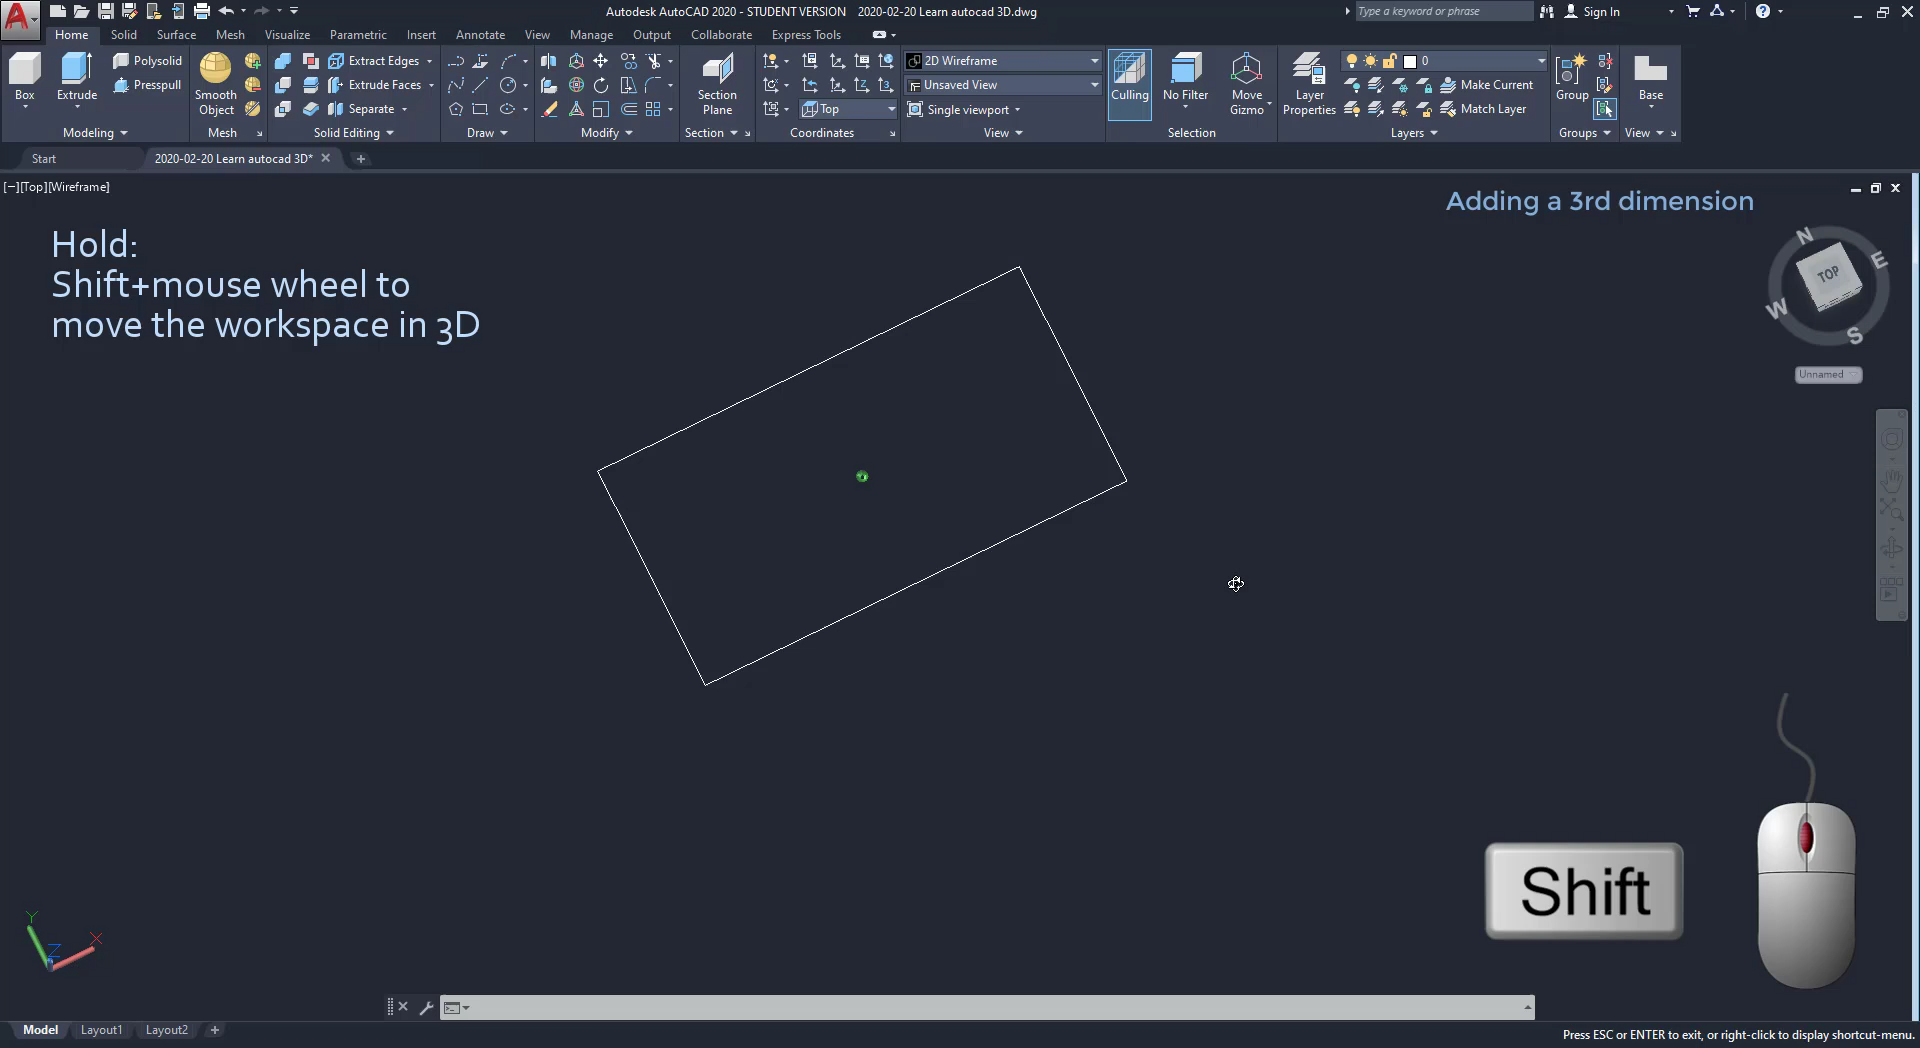 Autodesk AutoCAD 2020 - STUDENT VERSION 2020-02-20 Learn autocad 3D.dwg
Type a keyword or phrase
Sign In
Home Solid Surface Mesh Visualize Parametric Insert Annotate View Manage Output Collaborate Express Tools
Box
Extrude
Polysolid
Presspull
Modeling
Smooth
Object
Mesh
Extract Edges
Extrude Faces
Separate
Solid Editing
Draw
Modify
Section
Plane
Section
Top
Coordinates
2D Wireframe
Unsaved View
Single viewport
View
Culling
No Filter
Move
Gizmo
Selection
Layer
Properties
0
Make Current
Match Layer
Layers
Group
Groups
Base
View
Start
2020-02-20 Learn autocad 3D*
[−][Top][Wireframe]
Adding a 3rd dimension
Hold:
Shift+mouse wheel to
move the workspace in 3D
N
E
TOP
W
S
Unnamed
Shift
Y
Z
X
Model Layout1 Layout2
Press ESC or ENTER to exit, or right-click to display shortcut-menu.